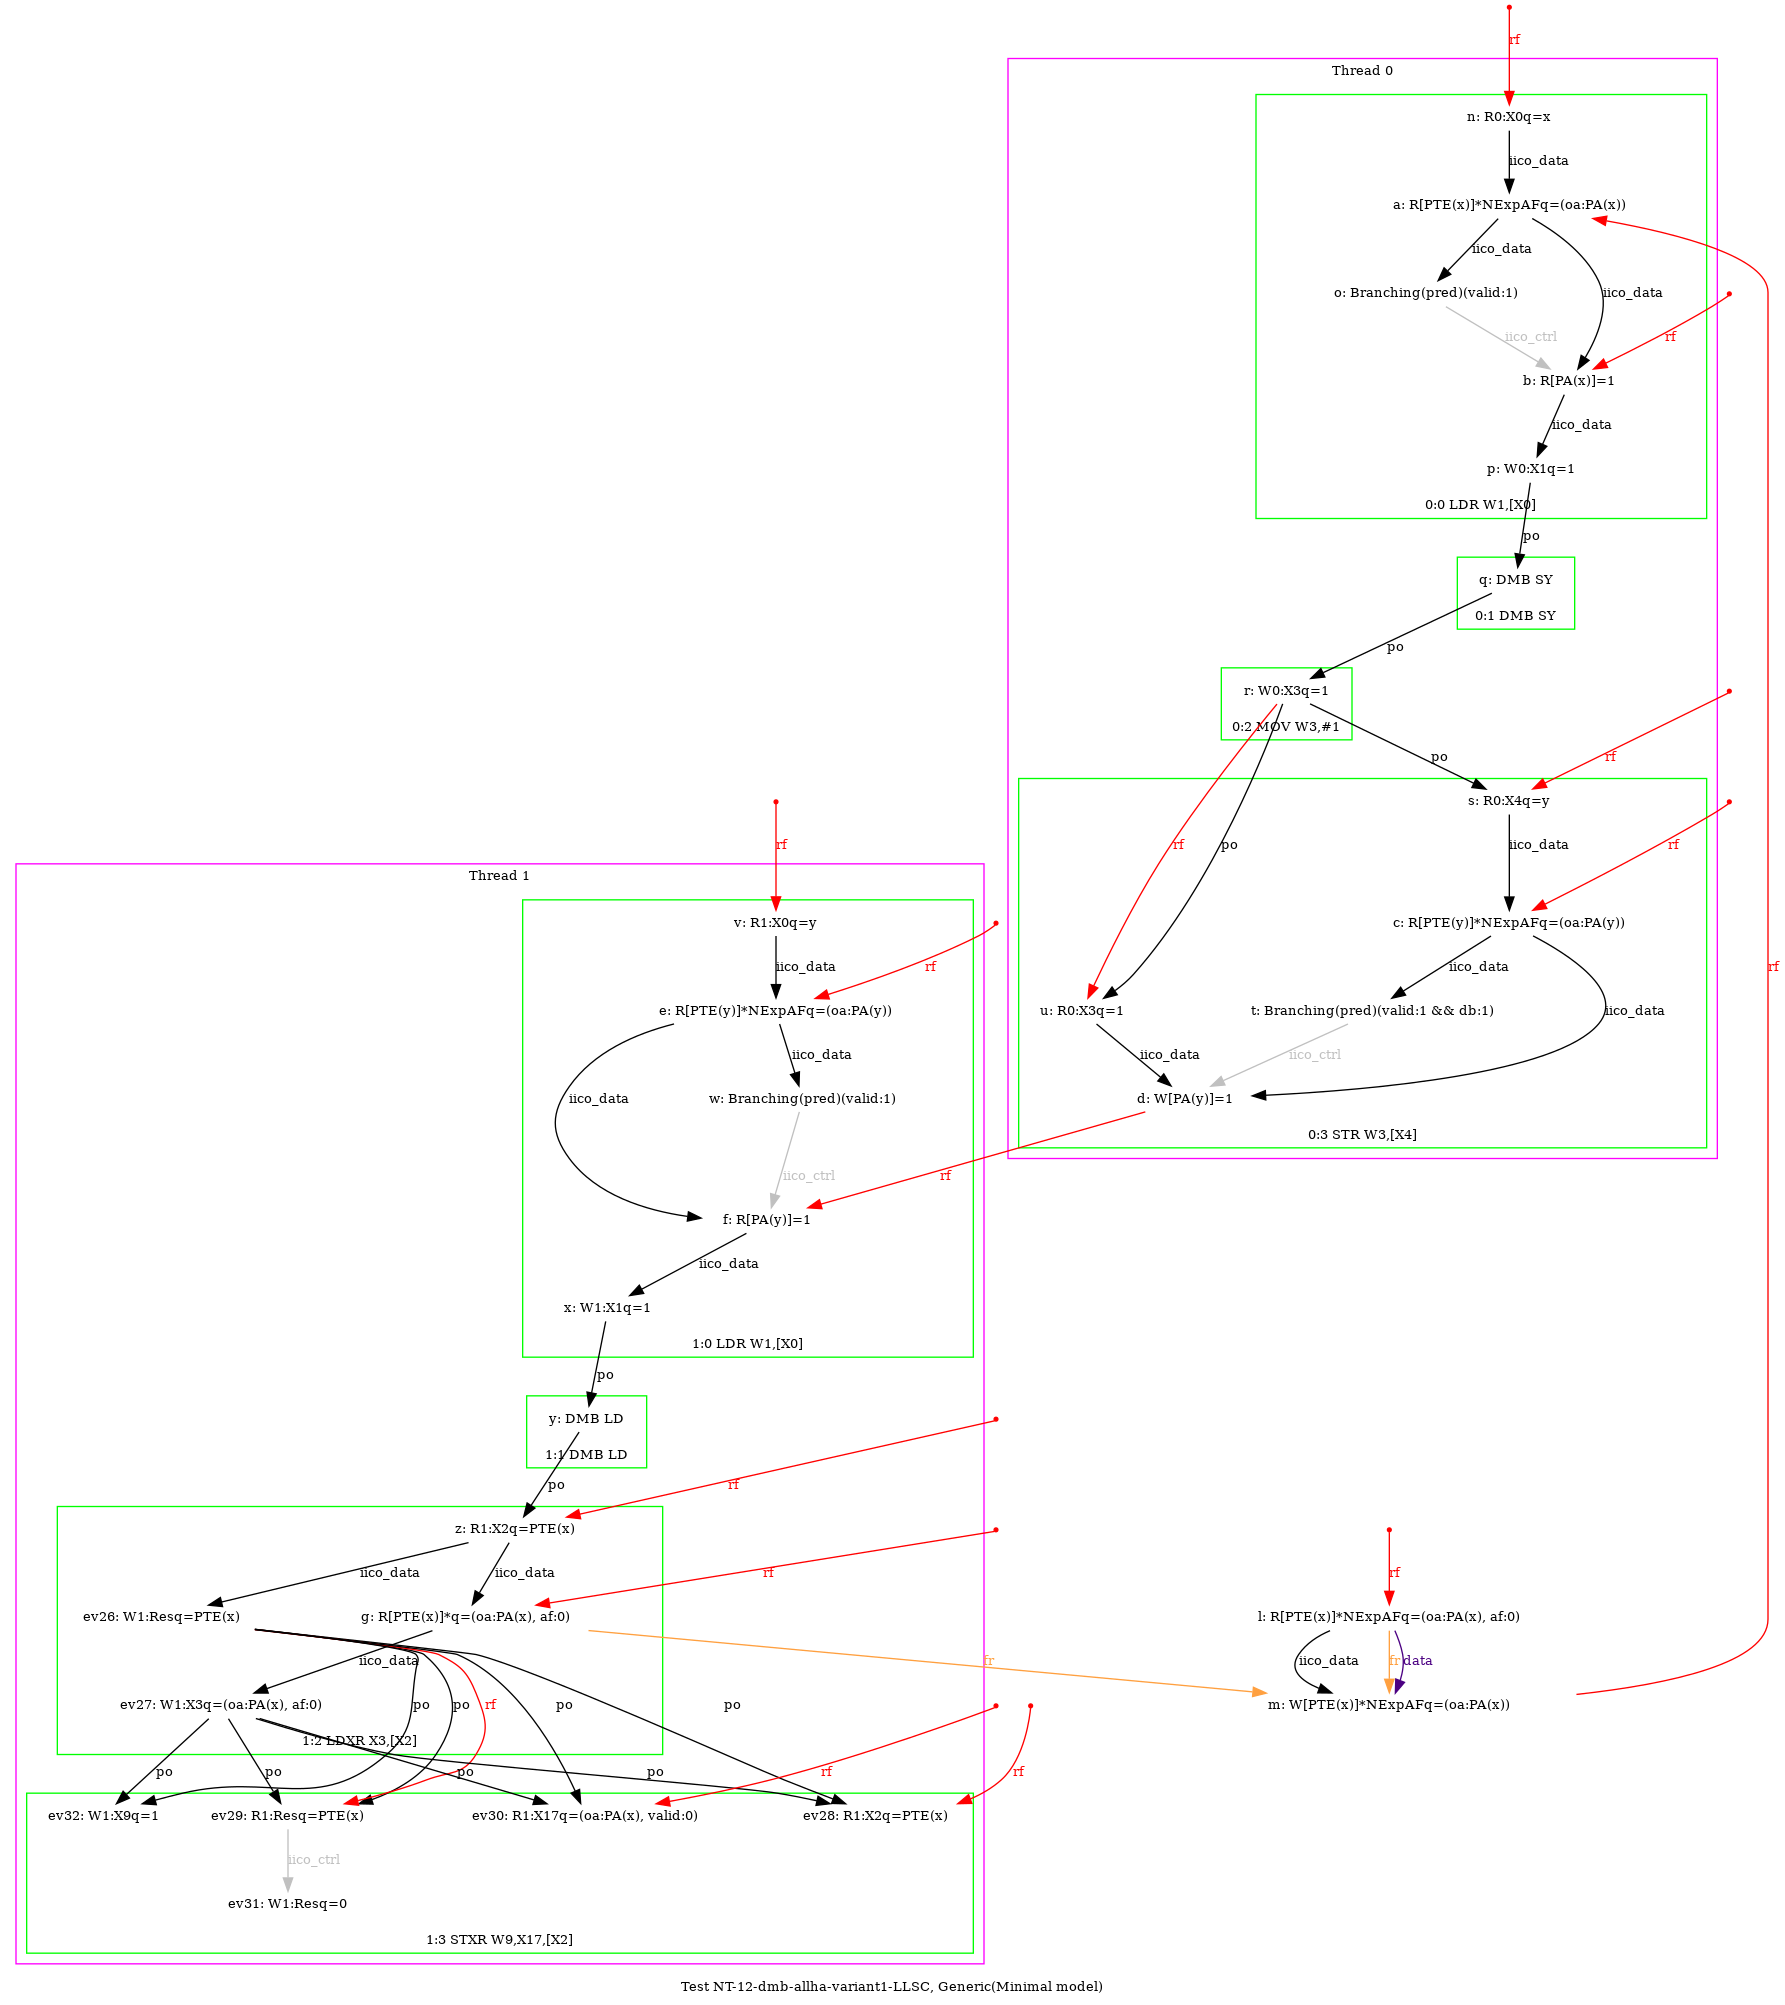 rf
Thread 0
n: R0:X0q=x
iico_data
a: R[PTE(x)]*NExpAFq=(oa:PA(x))
iico_data
o: Branching(pred)(valid:1)
iico_data
iico_ctrl
rf
b: R[PA(x)]=1
iico_data
p: W0:X1q=1
0:0 LDR W1,[X0]
po
q: DMB SY
0:1 DMB SY
po
r: W0:X3q=1
0:2 MOV W3,#1
po
rf
s: R0:X4q=y
rf
po
iico_data
rf
c: R[PTE(y)]*NExpAFq=(oa:PA(y))
iico_data
u: R0:X3q=1
t: Branching(pred)(valid:1 && db:1)
iico_data
iico_data
iico_ctrl
d: W[PA(y)]=1
0:3 STR W3,[X4]
rf
rf
Thread 1
v: R1:X0q=y
iico_data
rf
e: R[PTE(y)]*NExpAFq=(oa:PA(y))
iico_data
iico_data
w: Branching(pred)(valid:1)
iico_ctrl
rf
f: R[PA(y)]=1
iico_data
x: W1:X1q=1
1:0 LDR W1,[X0]
po
y: DMB LD
1:1 DMB LD
po
rf
z: R1:X2q=PTE(x)
iico_data
iico_data
rf
rf
ev26: W1:Resq=PTE(x)
g: R[PTE(x)]*q=(oa:PA(x), af:0)
l: R[PTE(x)]*NExpAFq=(oa:PA(x), af:0)
iico_data
fr
iico_data
fr
data
ev27: W1:X3q=(oa:PA(x), af:0)
po
po
rf
po
po
m: W[PTE(x)]*NExpAFq=(oa:PA(x))
1:2 LDXR X3,[X2]
po
po
po
po
rf
rf
ev32: W1:X9q=1
ev29: R1:Resq=PTE(x)
ev30: R1:X17q=(oa:PA(x), valid:0)
ev28: R1:X2q=PTE(x)
iico_ctrl
ev31: W1:Resq=0
1:3 STXR W9,X17,[X2]
Test NT-12-dmb-allha-variant1-LLSC, Generic(Minimal model)